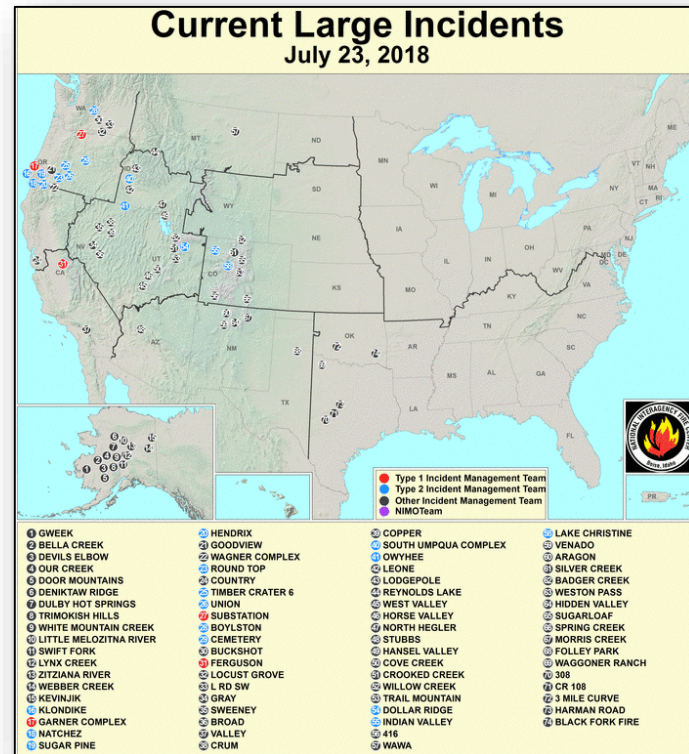 Current Large Incidents
July 23, 2018
WA
MT
ND
MN
ME
OR
ID
SD
WI
MI
VT
NH
NY
MA
CT
RI
WY
IA
PA
NJ
NE
NV
UT
CO
IL
IN
OH
MD
DE
DC
WV
VA
CA
KS
MO
KY
NC
TN
AZ
NM
OK
AR
SC
MS
AL
GA
TX
LA
FL
NATIONAL INTERAGENCY FIRE CENTER
Boise, Idaho
PR
Type 1 Incident Management Team
Type 2 Incident Management Team
Other Incident Management Team
NIMOTeam
1 GWEEK
2 BELLA CREEK
3 DEVILS ELBOW
4 OUR CREEK
5 DOOR MOUNTAINS
6 DENIKTAW RIDGE
7 DULBY HOT SPRINGS
8 TRIMOKISH HILLS
9 WHITE MOUNTAIN CREEK
10 LITTLE MELOZITNA RIVER
11 SWIFT FORK
12 LYNX CREEK
13 ZITZIANA RIVER
14 WEBBER CREEK
15 KEVINJIK
16 KLONDIKE
17 GARNER COMPLEX
18 NATCHEZ
19 SUGAR PINE
20 HENDRIX
21 GOODVIEW
22 WAGNER COMPLEX
23 ROUND TOP
24 COUNTRY
25 TIMBER CRATER 6
26 UNION
27 SUBSTATION
28 BOYLSTON
29 CEMETERY
30 BUCKSHOT
31 FERGUSON
32 LOCUST GROVE
33 L RD SW
34 GRAY
35 SWEENEY
36 BROAD
37 VALLEY
38 CRUM
39 COPPER
40 SOUTH UMPQUA COMPLEX
41 OWYHEE
42 LEONE
43 LODGEPOLE
44 REYNOLDS LAKE
45 WEST VALLEY
46 HORSE VALLEY
47 NORTH HEGLER
48 STUBBS
49 HANSEL VALLEY
50 COVE CREEK
51 CROOKED CREEK
52 WILLOW CREEK
53 TRAIL MOUNTAIN
54 DOLLAR RIDGE
55 INDIAN VALLEY
56 416
57 WAWA
LAKE CHRISTINE
VENADO
ARAGON
61 SILVER CREEK
62 BADGER CREEK
63 WESTON PASS
64 HIDDEN VALLEY
65 SUGARLOAF
66 SPRING CREEK
67 MORRIS CREEK
68 FOLLEY PARK
69 WAGGONER RANCH
70 308
71 CR 108
72 3 MILE CURVE
73 HARMAN ROAD
74 BLACK FORK FIRE